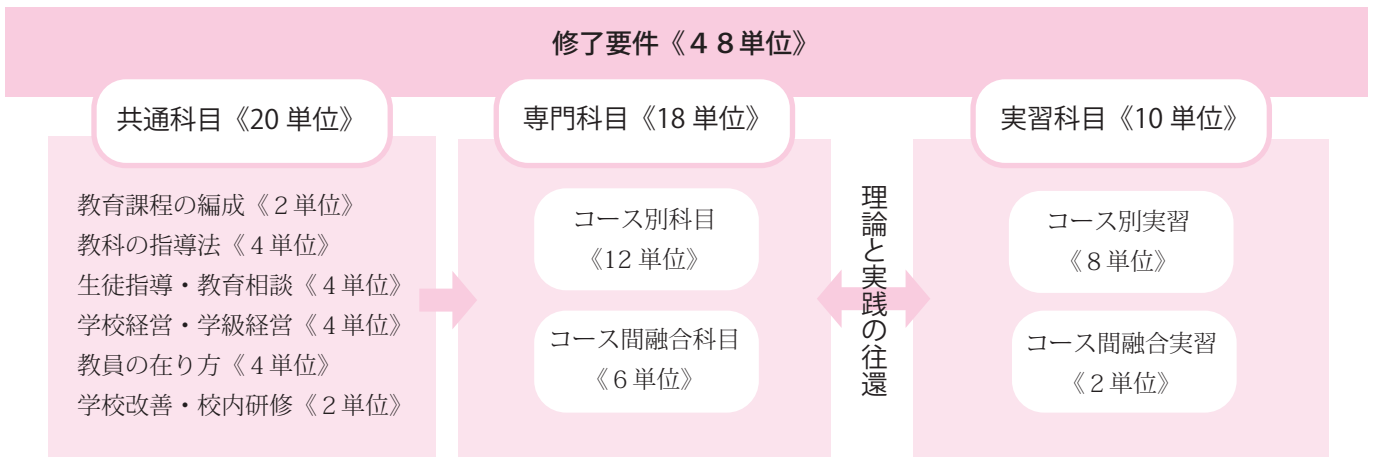 修了要件《４８単位》
共通科目《20 単位》
教育課程の編成《２単位》
教科の指導法《４単位》
生徒指導・教育相談《４単位》
学校経営・学級経営《４単位》
教員の在り方《４単位》
学校改善・校内研修《２単位》
専門科目《18 単位》
コース別科目
《12 単位》
コース間融合科目
《６単位》
理論と実践の往還
実習科目《10 単位》
コース別実習
《８単位》
コース間融合実習
《２単位》